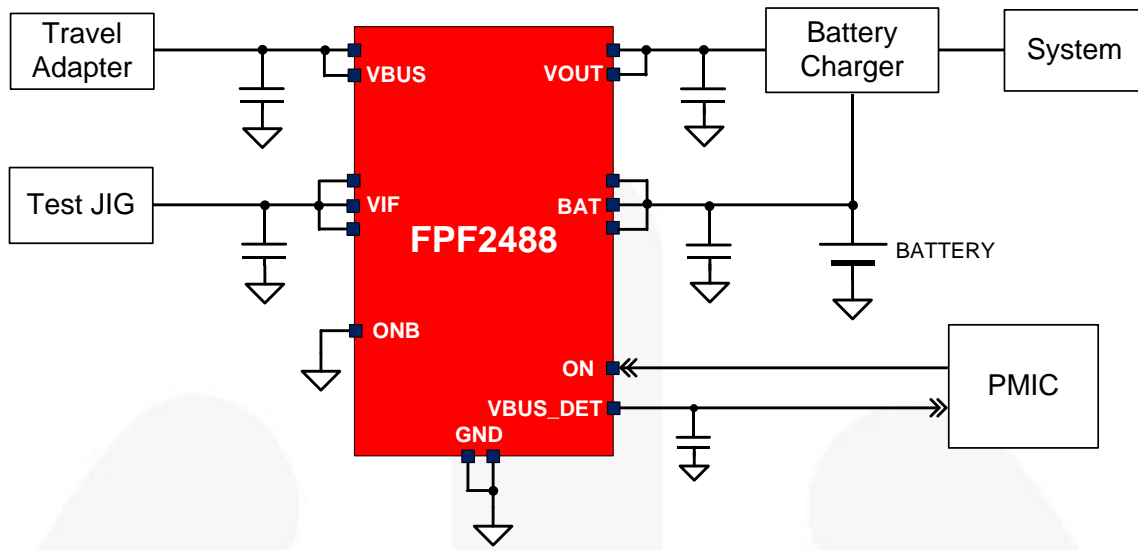 Travel
Adapter
VBUS
VOUT
Battery
Charger
System
Test JIG
VIF
BAT
FPF2488
BATTERY
ONB
ON
PMIC
VBUS_DET
GND